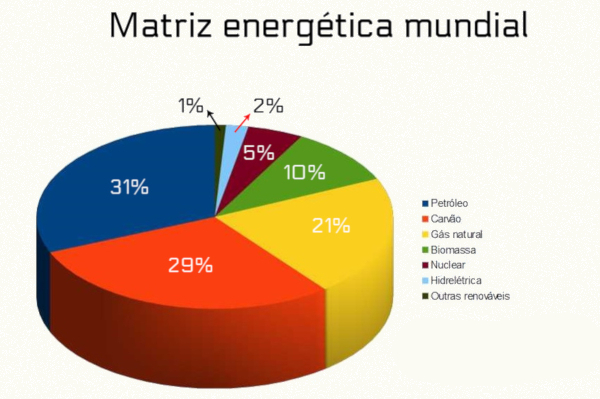 Matriz energética mundial
1%
2%
5%
10%
31%
21%
29%
Petróleo
Carvão
Gás natural
Biomassa
Nuclear
Hidrelétrica
Outras renováveis